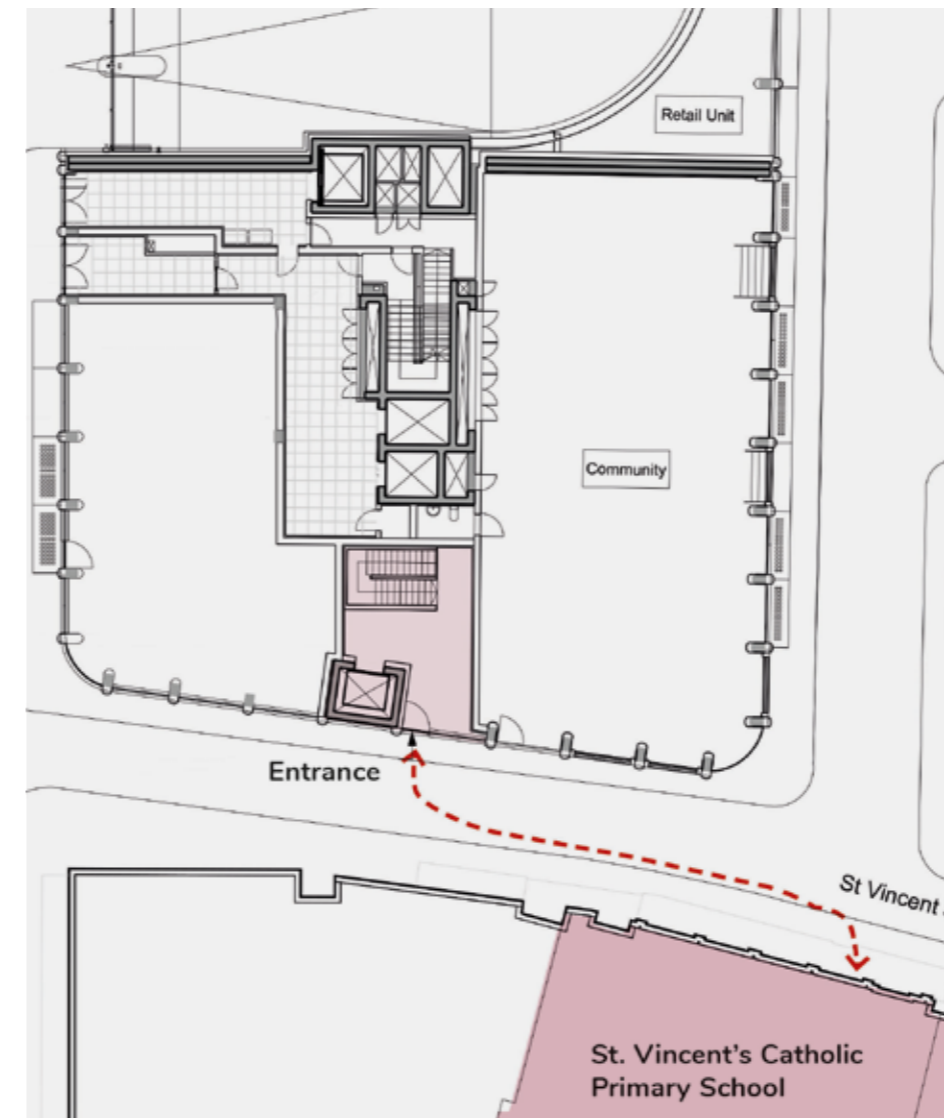 Retail Unit
Community
Entrance
St Vincent
St. Vincent's Catholic
Primary School